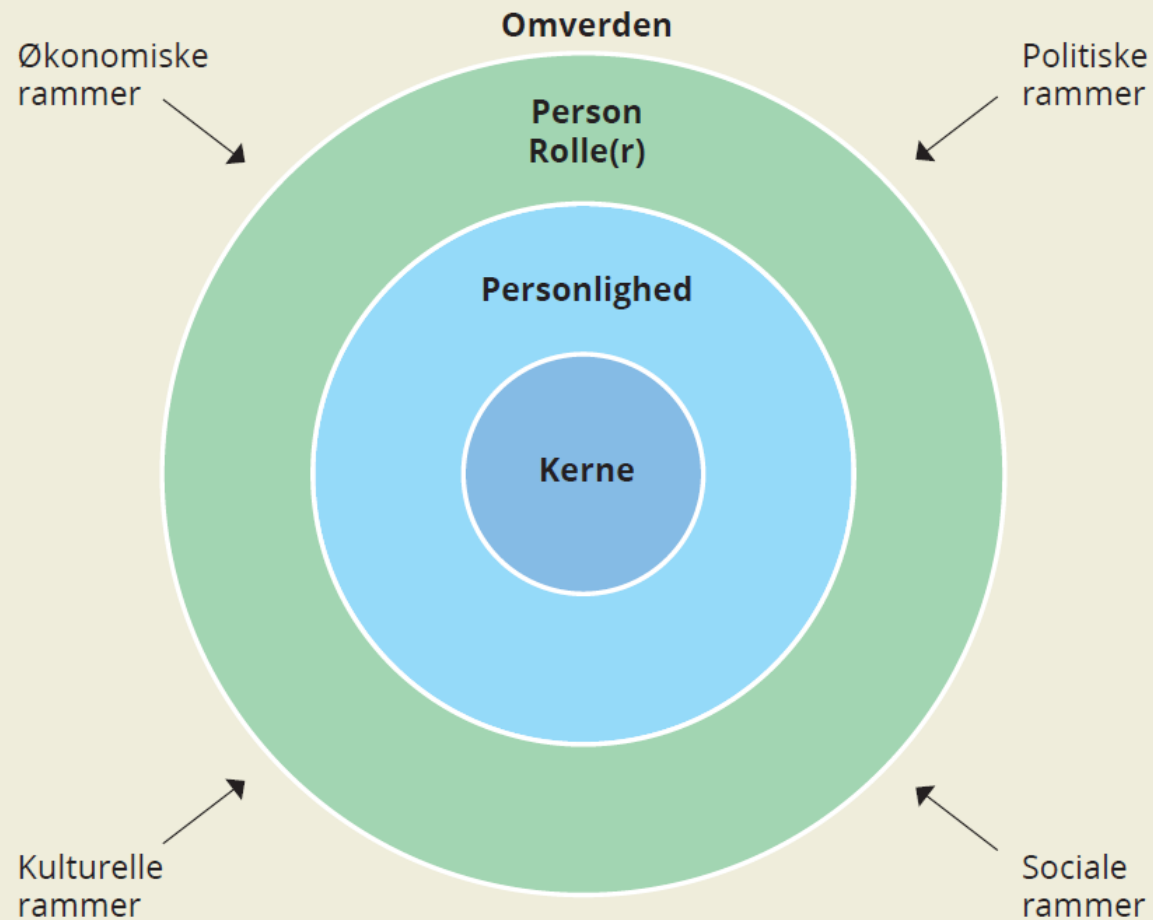 Omverden
Økonomiske
rammer
Politiske
rammer
Person
Rolle(r)
Personlighed
Kerne
Kulturelle
rammer
Sociale
rammer